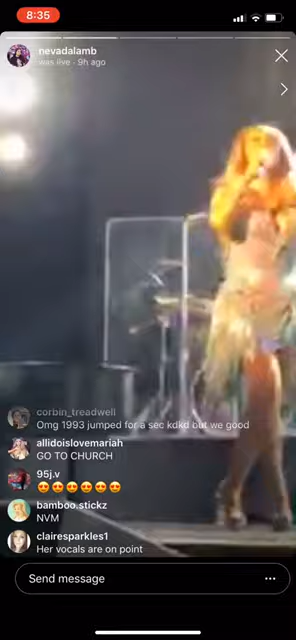 8:35
nevadalamb
was live · 9h ago
corbin_treadwell
Omg 1993 jumped for a sec kdkd but we good
allidoislovemariah
GO TO CHURCH
95j.v
😍😍😍😍😍😍
bamboo.stickz
NVM
clairesparkles1
Her vocals are on point
Send message